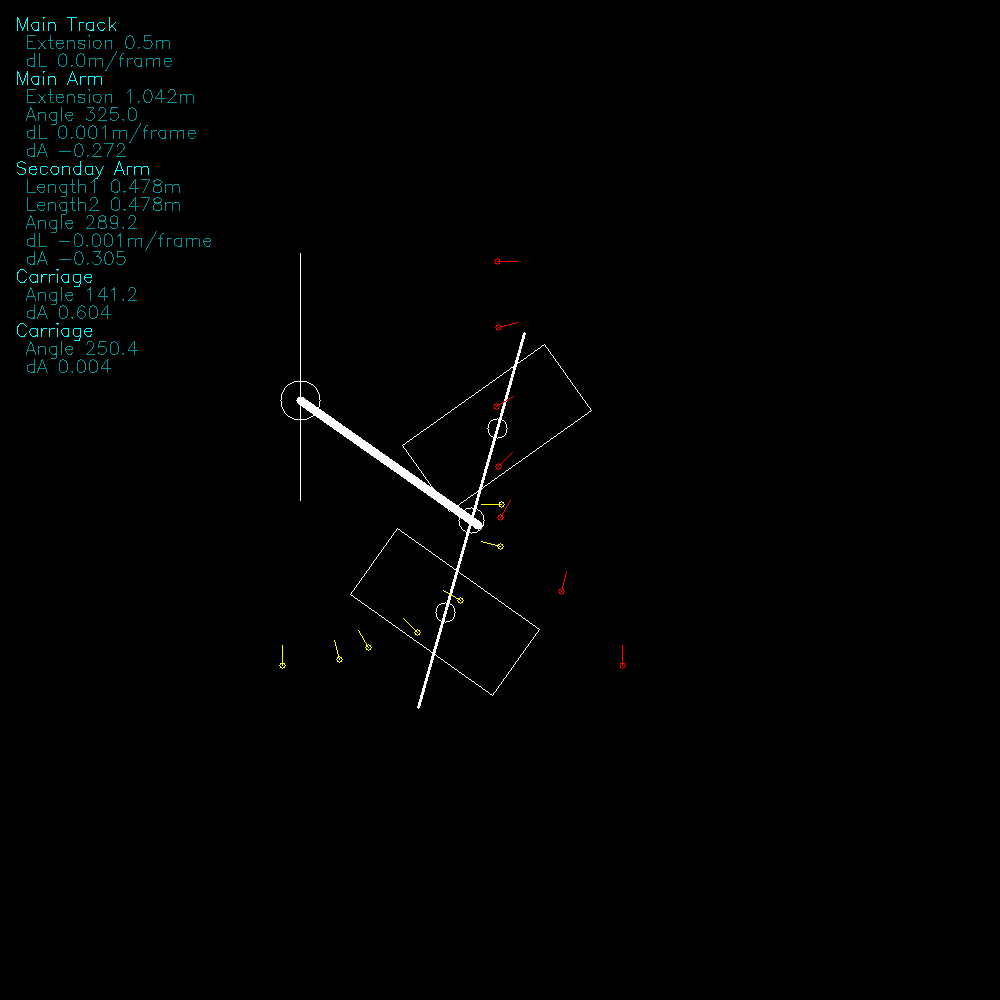 Main Track
Extension 0.5m
dL 0.0m/frame
Main Arm
Extension 1.042m
Angle 325.0
dL 0.001m/frame
dA -0.272
Seconday Arm
Length1 0.478m
Length2 0.478m
Angle 289.2
dL -0.001m/frame
dA -0.305
Carriage
Angle 141.2
dA 0.604
Carriage
Angle 250.4
dA 0.004